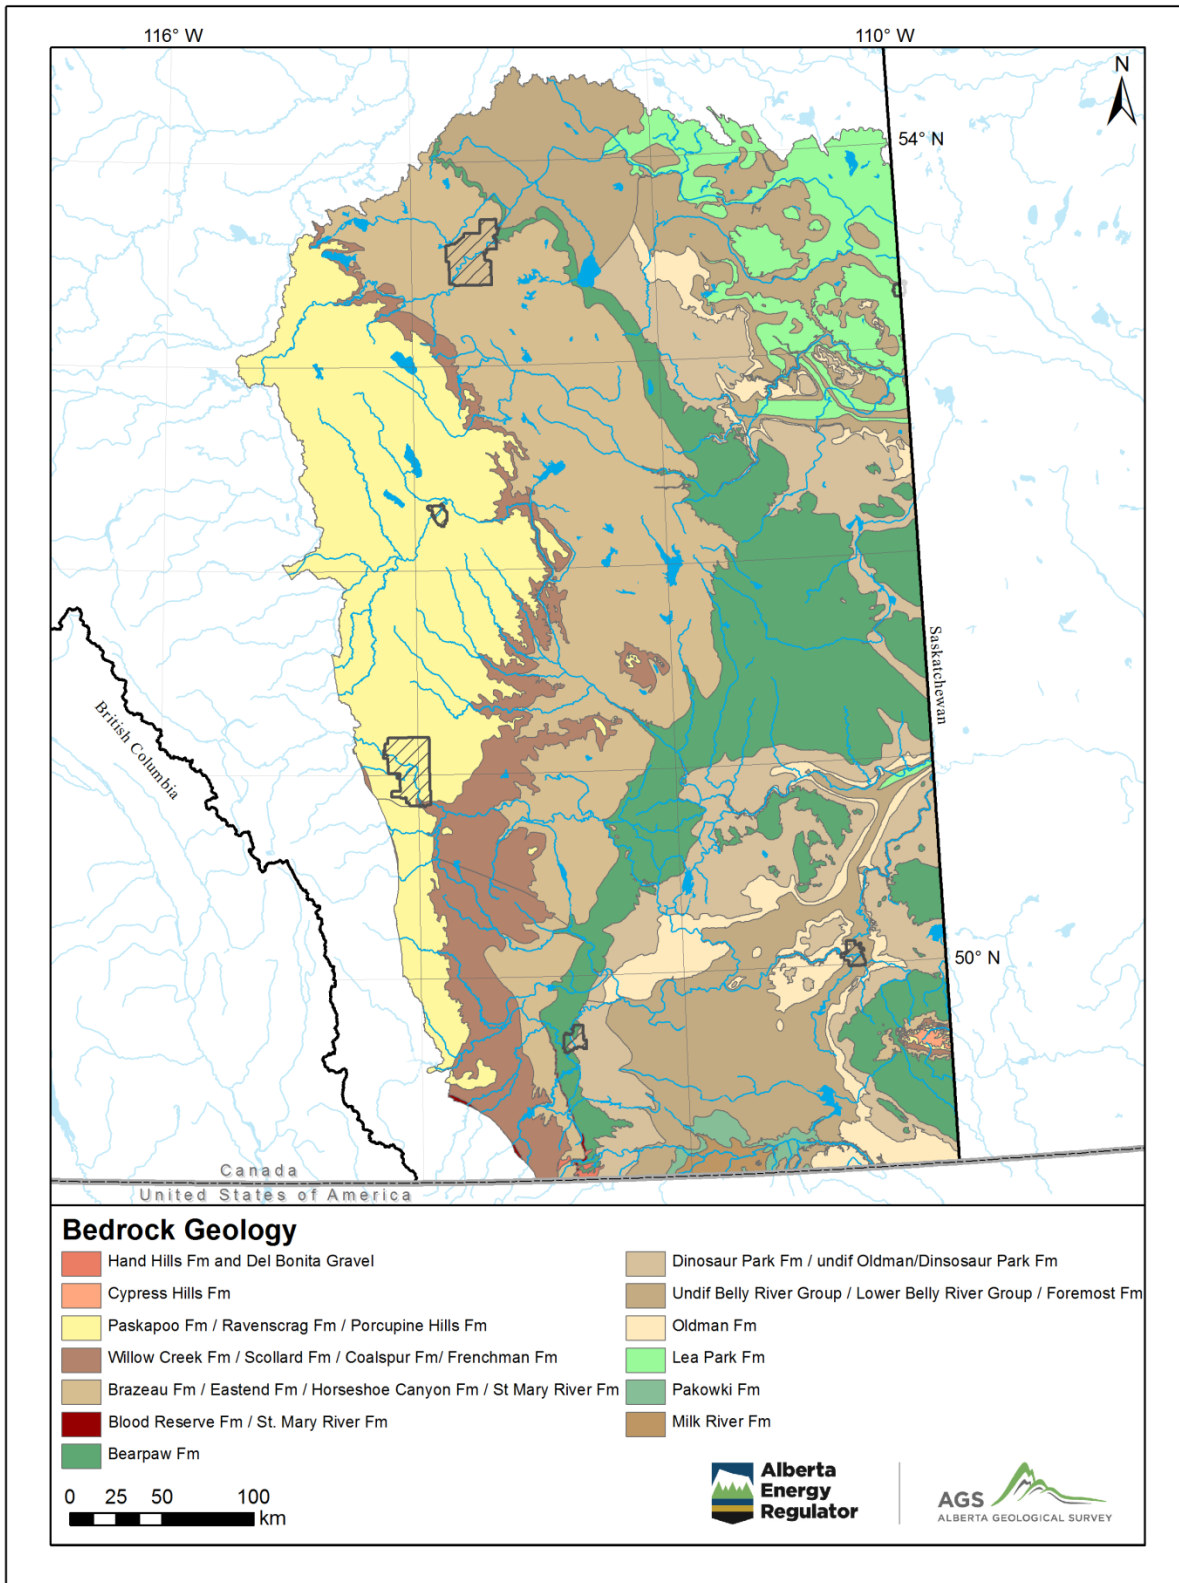 116° W
110° W
N
54° N
Saskatchewan
British Columbia
50° N
Canada
United States of America
Bedrock Geology
Hand Hills Fm and Del Bonita Gravel
Cypress Hills Fm
Paskapoo Fm / Ravenscrag Fm / Porcupine Hills Fm
Willow Creek Fm / Scollard Fm / Coalspur Fm/ Frenchman Fm
Brazeau Fm / Eastend Fm / Horseshoe Canyon Fm / St Mary River Fm
Blood Reserve Fm / St. Mary River Fm
Bearpaw Fm
Dinosaur Park Fm / undif Oldman/Dinsosaur Park Fm
Undif Belly River Group / Lower Belly River Group / Foremost Fm
Oldman Fm
Lea Park Fm
Pakowki Fm
Milk River Fm
0 25 50 100
km
Alberta
Energy
Regulator
AGS
ALBERTA GEOLOGICAL SURVEY